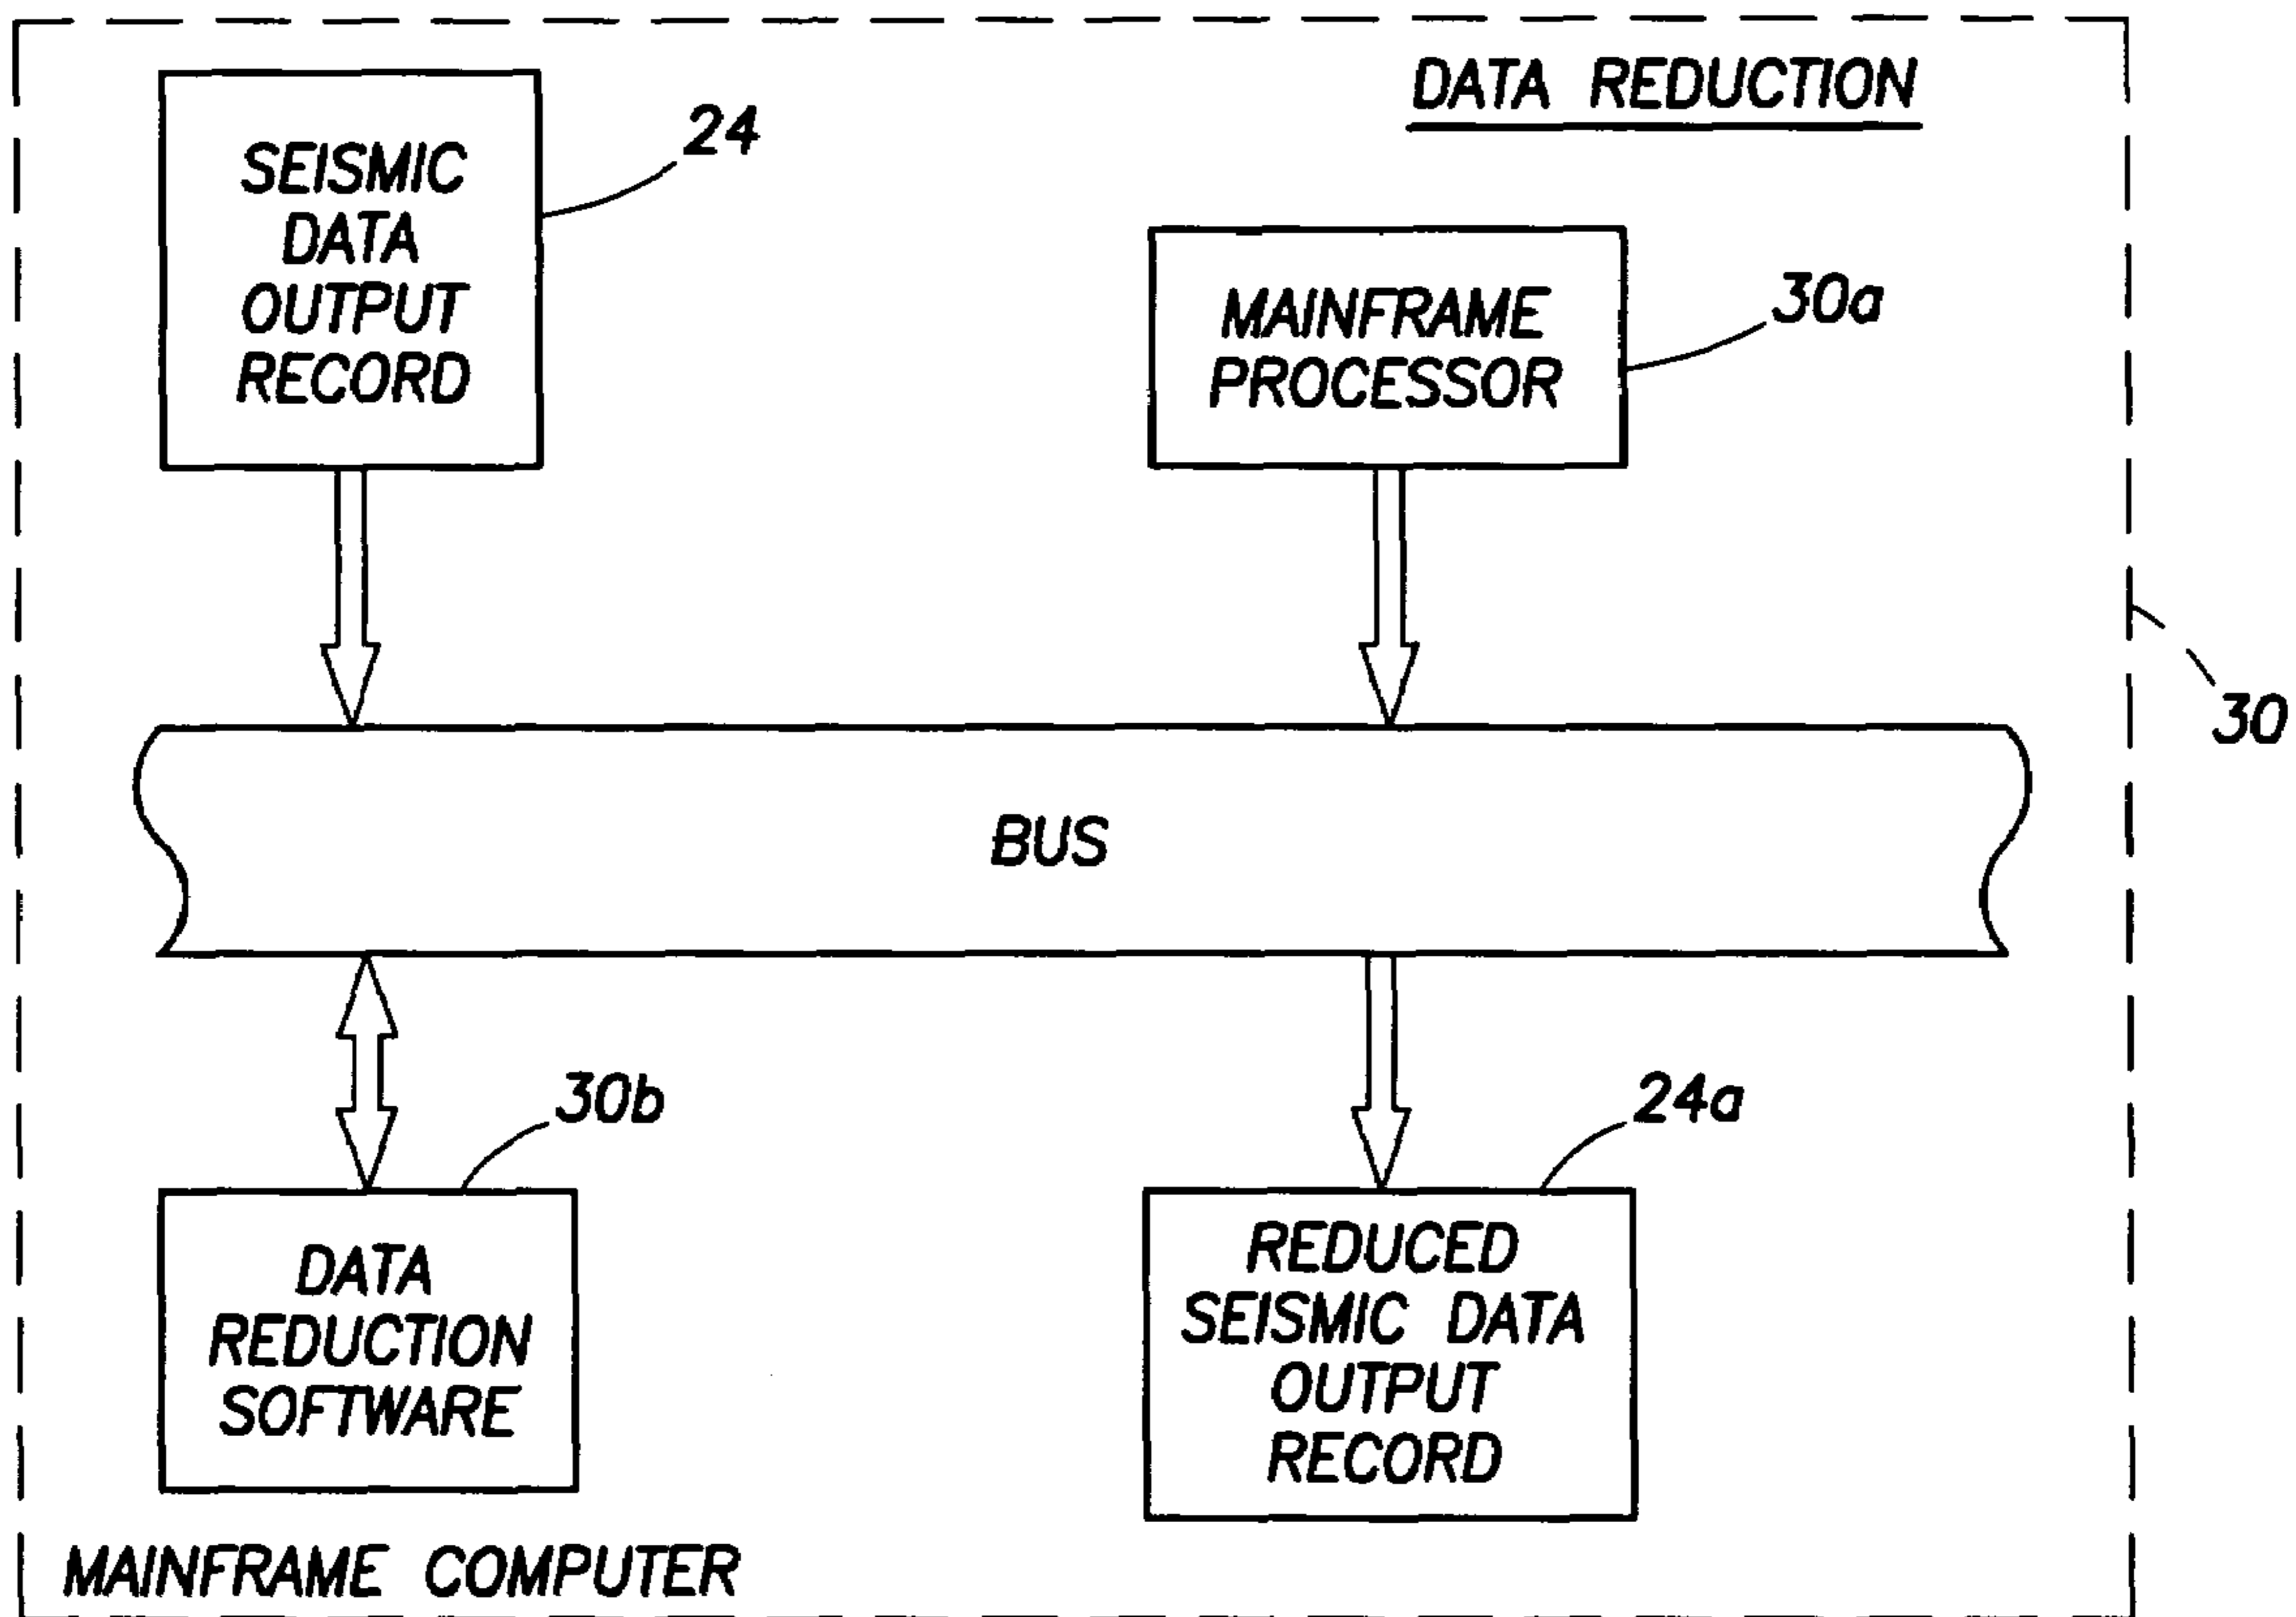 DATA REDUCTION
SEISMIC
DATA
OUTPUT
RECORD
24
MAINFRAME
PROCESSOR
30a
30
BUS
30b
24a
DATA
REDUCTION
SOFTWARE
REDUCED
SEISMIC DATA
OUTPUT
RECORD
MAINFRAME COMPUTER